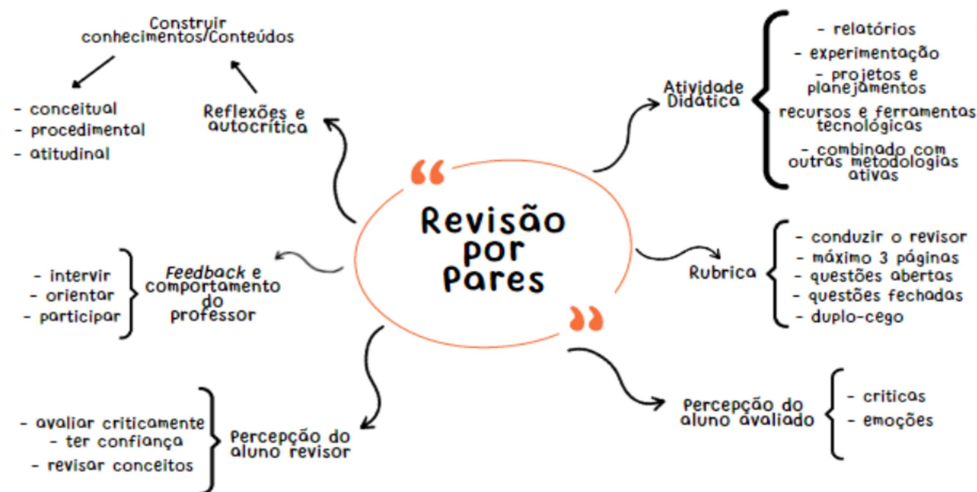 Construir
conhecimentos/Conteúdos
- conceitual
- procedimental
- atitudinal
Reflexões e
autocrítica
Atividade
Didática
- relatórios
- experimentação
- projetos e
planejamentos
recursos e ferramentas
tecnológicas
- combinado com
outras metodologias
ativas
“
Revisão
por
Pares
”
- intervir
- orientar
- participar
Feedback e
comportamento
do
professor
Rubrica
- conduzir o revisor
- máximo 3 páginas
- questões abertas
- questões fechadas
- duplo-cego
- avaliar criticamente
- ter confiança
- revisar conceitos
Percepção do
aluno revisor
Percepção do
aluno avaliado
- críticas
- emoções